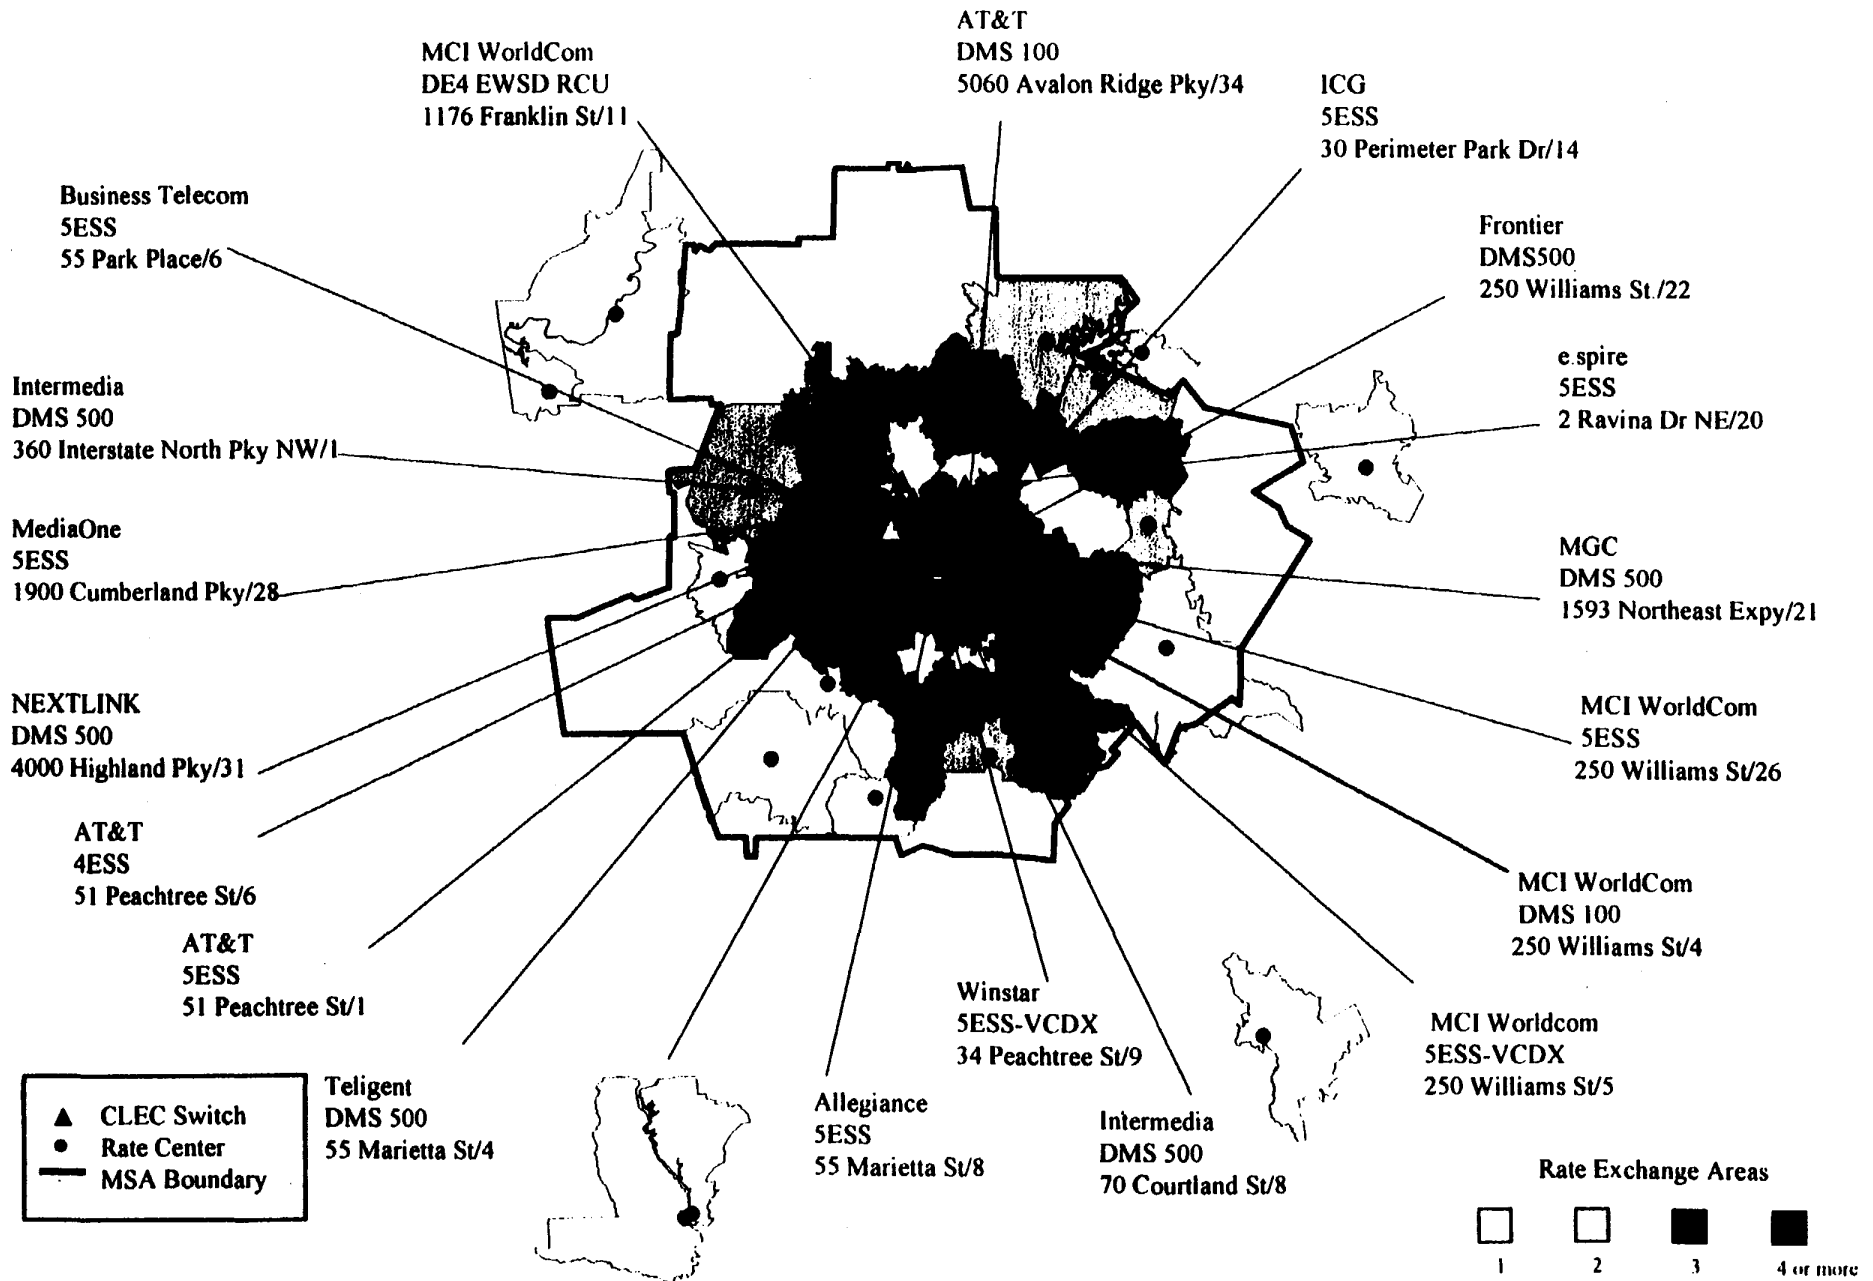 AT&T
DMS 100
5060 Avalon Ridge Pky/34
MCI WorldCom
DE4 EWSD RCU
1176 Franklin St/11
ICG
5ESS
30 Perimeter Park Dr/14
Business Telecom
5ESS
55 Park Place/6
Frontier
DMS500
250 Williams St./22
e.spire
5ESS
2 Ravina Dr NE/20
Intermedia
DMS 500
360 Interstate North Pky NW/1
MediaOne
5ESS
1900 Cumberland Pky/28
MGC
DMS 500
1593 Northeast Expy/21
NEXTLINK
DMS 500
4000 Highland Pky/31
MCI WorldCom
5ESS
250 Williams St/26
AT&T
4ESS
51 Peachtree St/6
MCI WorldCom
DMS 100
250 Williams St/4
AT&T
5ESS
51 Peachtree St/1
Winstar
5ESS-VCDX
34 Peachtree St/9
MCI Worldcom
5ESS-VCDX
250 Williams St/5
Teligent
DMS 500
55 Marietta St/4
Allegiance
5ESS
55 Marietta St/8
Intermedia
DMS 500
70 Courtland St/8
CLEC Switch
Rate Center
MSA Boundary
Rate Exchange Areas
1 2 3 4 or more